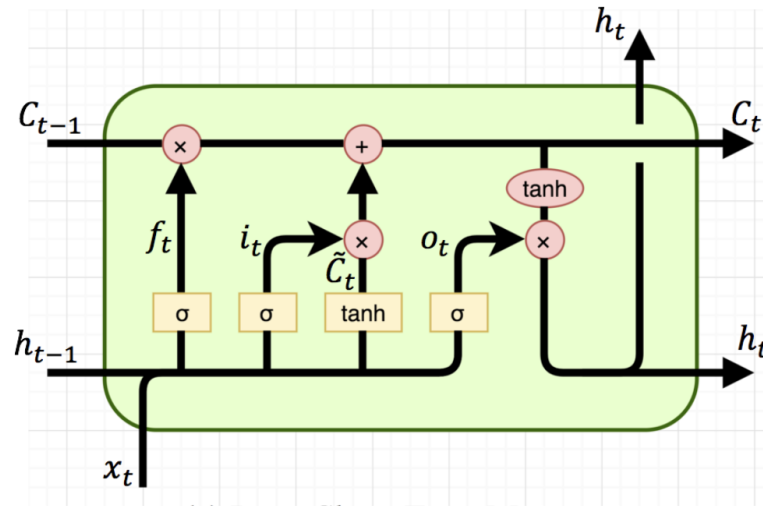 h_t
C_{t-1}
C_t
×
+
tanh
f_t
i_t
×
o_t
×
C̃_t
σ
σ
tanh
σ
h_{t-1}
h_t
x_t